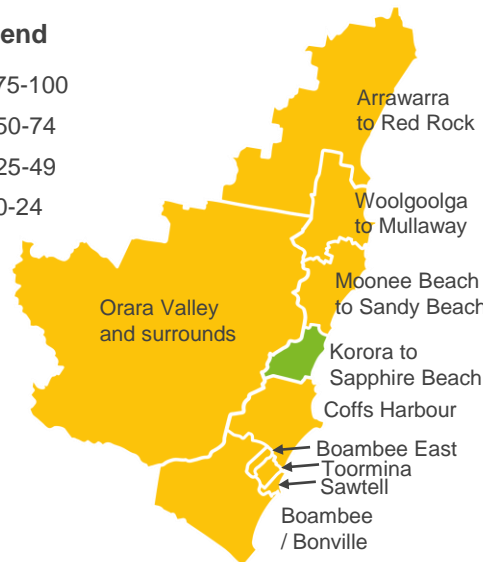 end
75-100
50-74
25-49
0-24
Arrawarra
to Red Rock
Woolgoolga
to Mullaway
Moonee Beach
to Sandy Beach
Orara Valley
and surrounds
Korora to
Sapphire Beach
Coffs Harbour
Boambee East
Toormina
Sawtell
Boambee
/ Bonville